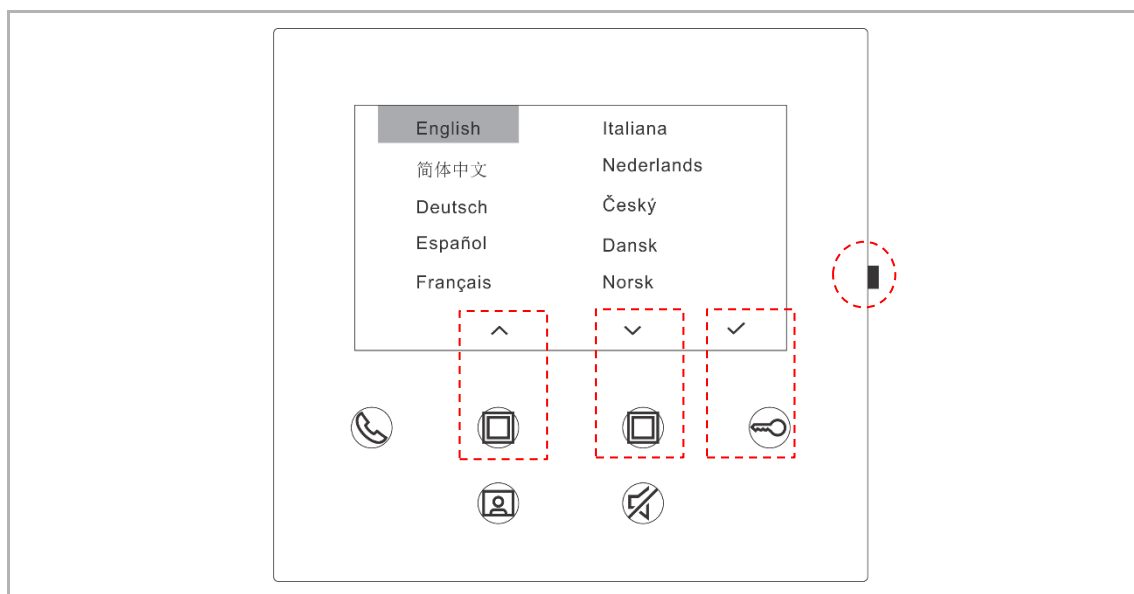 English
简体中文
Deutsch
Español
Français
Italiana
Nederlands
Český
Dansk
Norsk